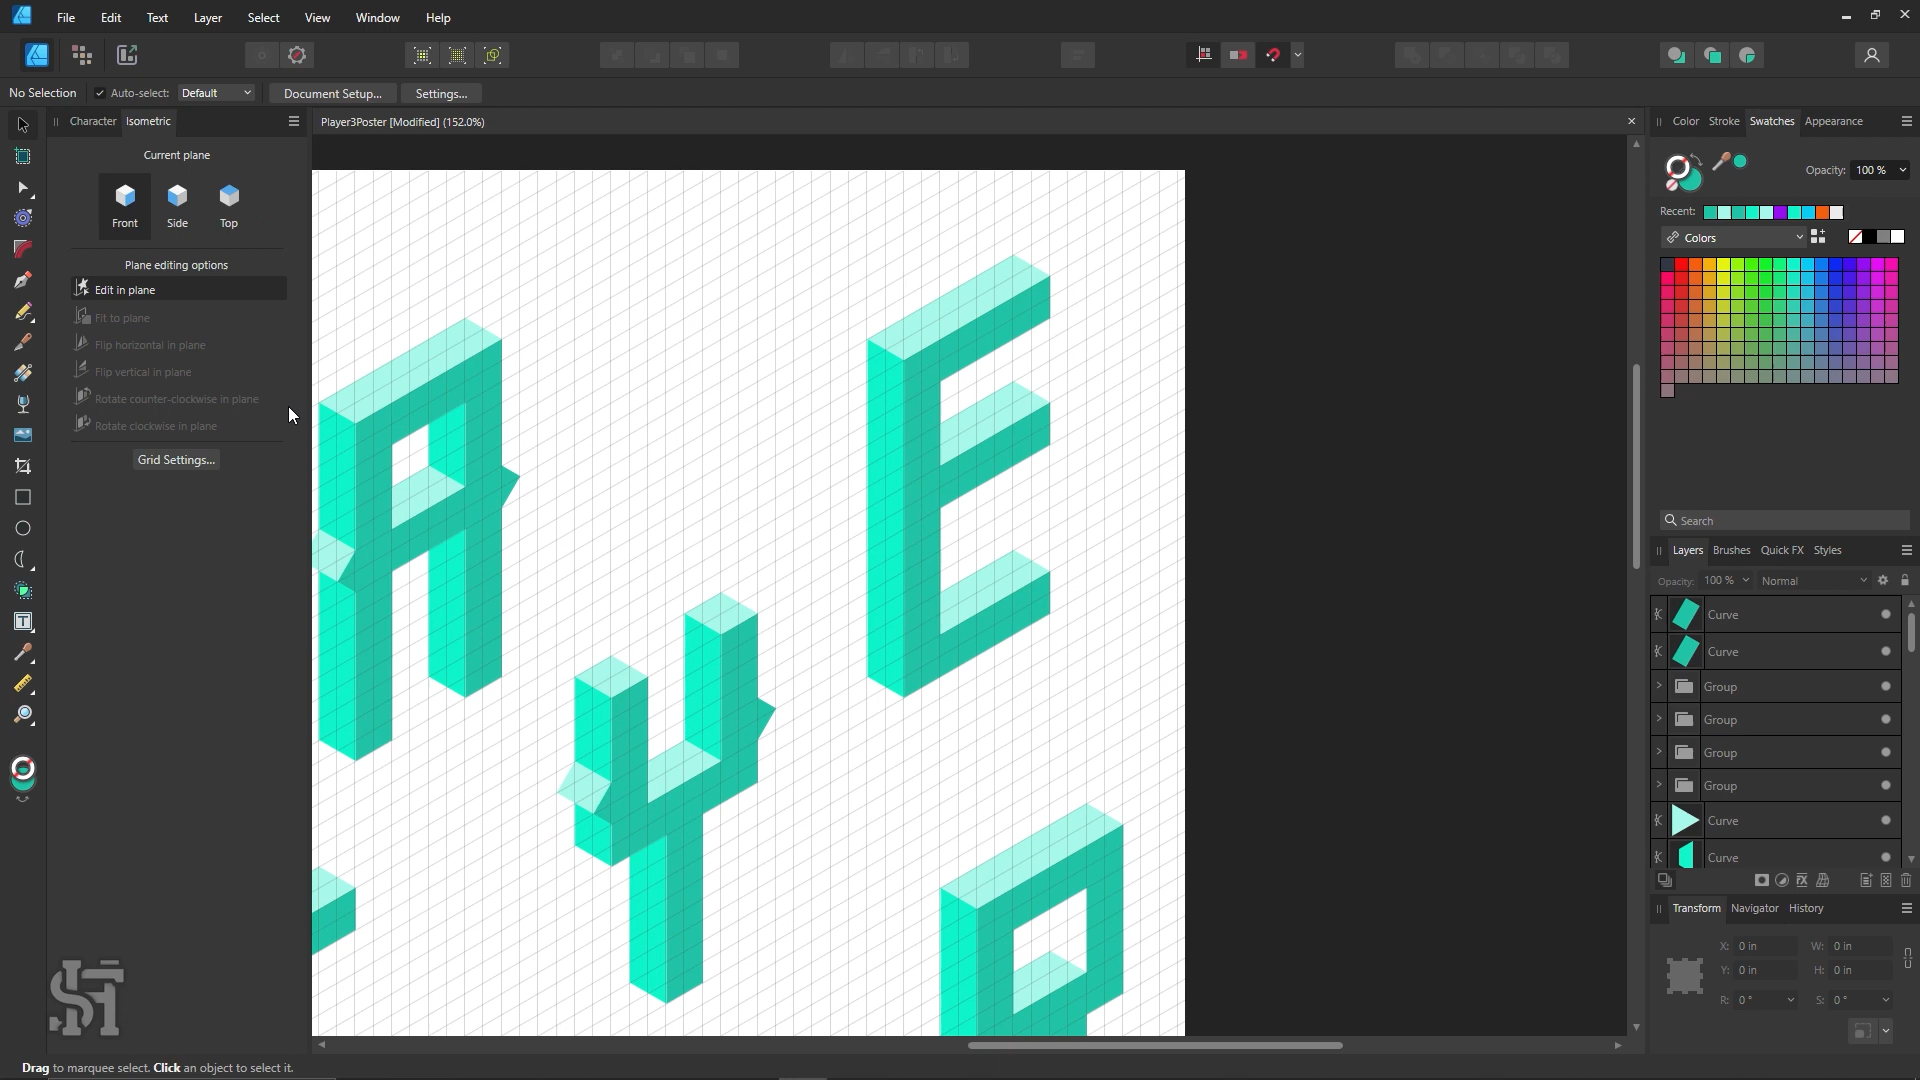 File Edit Text Layer Select View Window Help
No Selection Auto-select: Default Document Setup... Settings...
Character Isometric
Player3Poster [Modified] (152.0%)
Color Stroke Swatches Appearance
Current plane
Front Side Top
Opacity: 100 %
Recent:
Colors
Plane editing options
Edit in plane
Fit to plane
Flip horizontal in plane
Flip vertical in plane
Rotate counter-clockwise in plane
Rotate clockwise in plane
Grid Settings...
A
E
Y
Search
Layers Brushes Quick FX Styles
Opacity: 100 % Normal
Curve
Curve
Group
Group
Group
Group
Curve
Curve
Transform Navigator History
X: 0 in W: 0 in
Y: 0 in H: 0 in
R: 0 ° S: 0 °
Drag to marquee select. Click an object to select it.